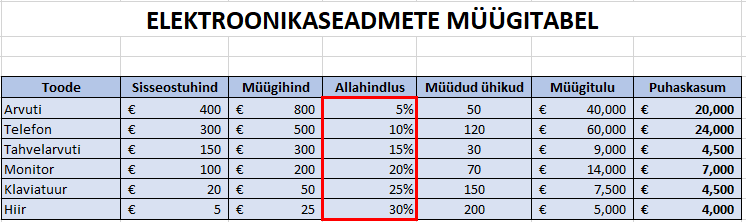 ELEKTROONIKASEADMETE MÜÜGITABEL
Toode Sisseostuhind Müügihind Allahindlus Müüdud ühikud Müügitulu Puhaskasum
Arvuti € 400 € 800 5% 50 € 40,000 € 20,000
Telefon € 300 € 500 10% 120 € 60,000 € 24,000
Tahvelarvuti € 150 € 300 15% 30 € 9,000 € 4,500
Monitor € 100 € 200 20% 70 € 14,000 € 7,000
Klaviatuur € 20 € 50 25% 150 € 7,500 € 4,500
Hiir € 5 € 25 30% 200 € 5,000 € 4,000